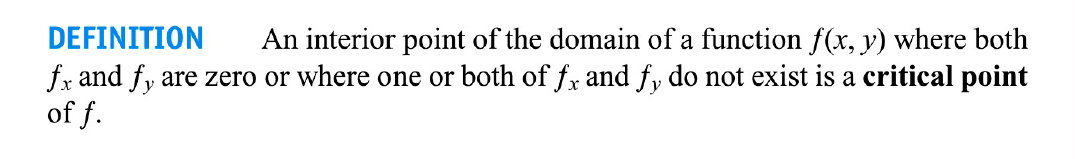 DEFINITION An interior point of the domain of a function f(x, y) where both
fx and fy are zero or where one or both of fx and fy do not exist is a critical point
of f.